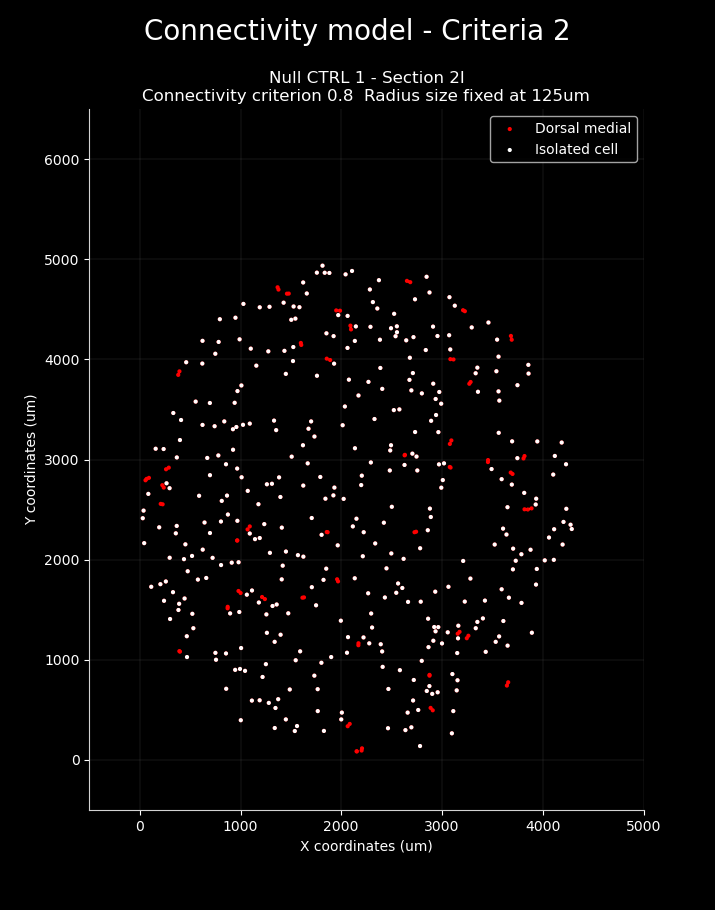 Connectivity model - Criteria 2
Null CTRL 1 - Section 2l
Connectivity criterion 0.8  Radius size fixed at 125um
Dorsal medial
Isolated cell
6000
5000
4000
3000
2000
1000
0
Y coordinates (um)
0 1000 2000 3000 4000 5000
X coordinates (um)